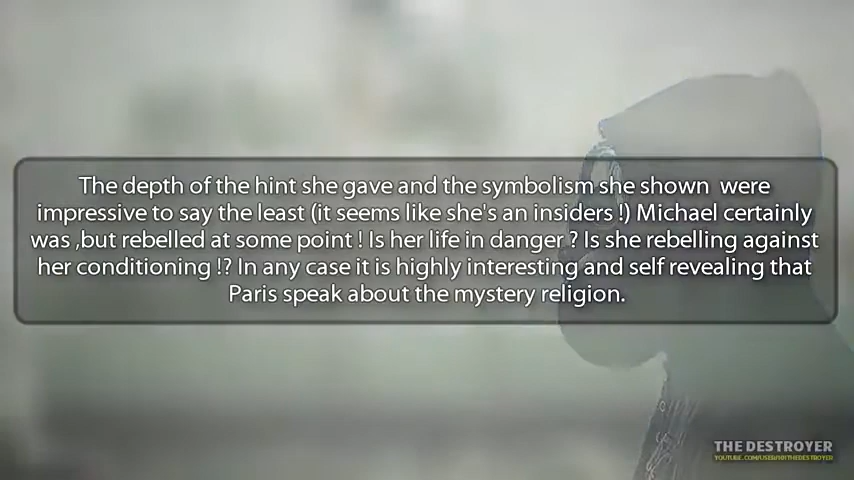 The depth of the hint she gave and the symbolism she shown were
impressive to say the least (it seems like she's an insiders !) Michael certainly
was ,but rebelled at some point ! Is her life in danger ? Is she rebelling against
her conditioning !? In any case it is highly interesting and self revealing that
Paris speak about the mystery religion.
THE DESTROYER